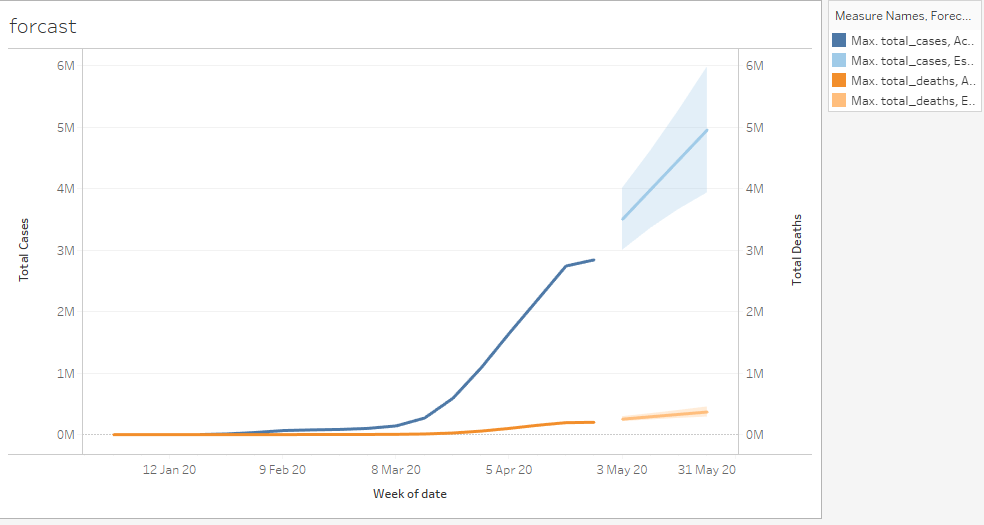 forcast
6M
5M
4M
3M
2M
1M
0M
Total Cases
6M
5M
4M
3M
2M
1M
0M
Total Deaths
12 Jan 20
9 Feb 20
8 Mar 20
5 Apr 20
3 May 20
31 May 20
Week of date
Measure Names, Forec...
Max. total_cases, Ac..
Max. total_cases, Es..
Max. total_deaths, A..
Max. total_deaths, E..